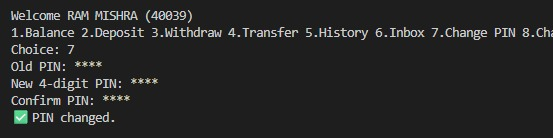 Welcome RAM MISHRA (40039)
1.Balance 2.Deposit 3.Withdraw 4.Transfer 5.History 6.Inbox 7.Change PIN 8.Cha
Choice: 7
Old PIN: ****
New 4-digit PIN: ****
Confirm PIN: ****
✅ PIN changed.